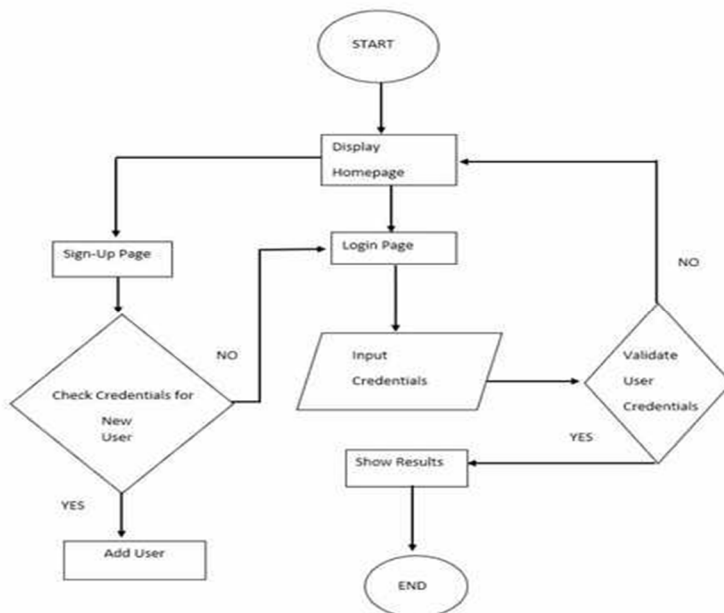 START
Display
Homepage
Sign-Up Page
Login Page
NO
NO
Input
Credentials
Validate
User
Credentials
Check Credentials for
New
User
YES
Show Results
YES
Add User
END